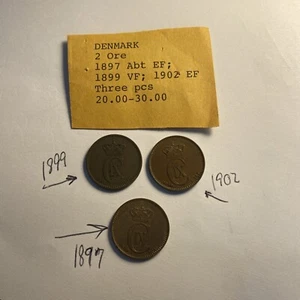 DENMARK
2 Ore
1897 Abt EF;
1899 VF; 1902 EF
Three pcs
20.00-30.00
1899
1902
1897